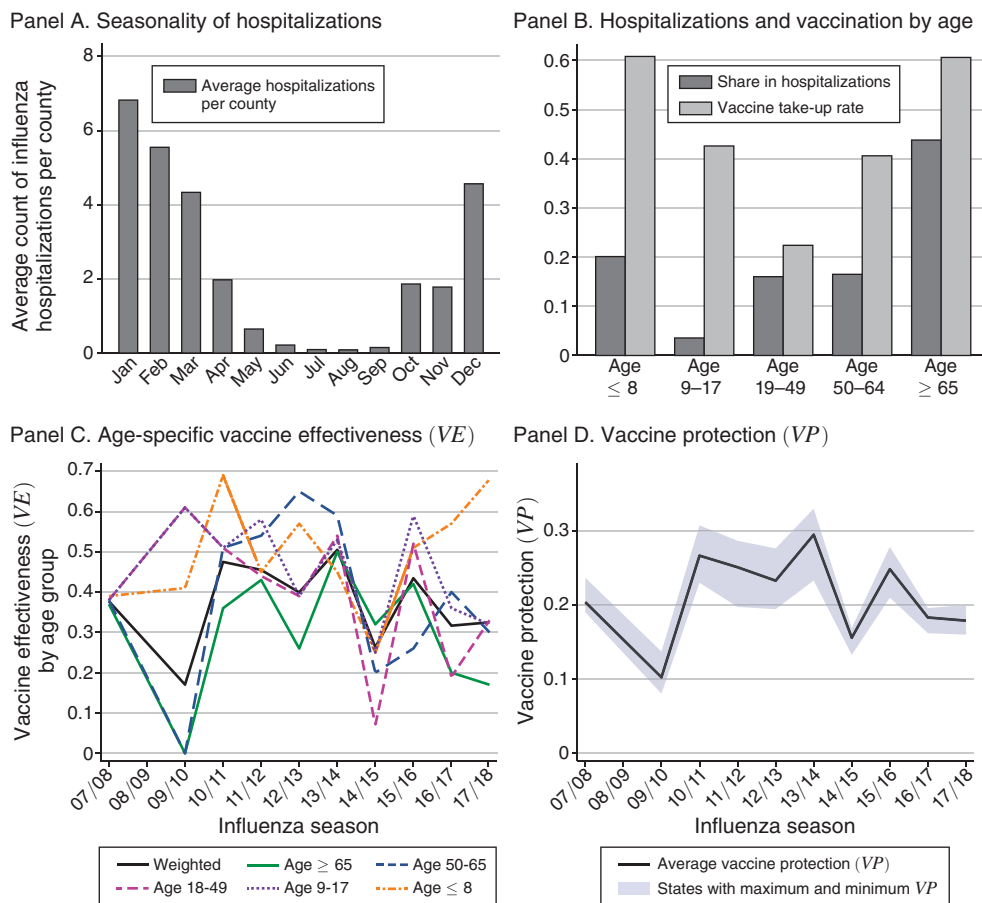 Panel A. Seasonality of hospitalizations
Average count of influenza
hospitalizations per county
8
6
4
2
0
Average hospitalizations
per county
Jan
Feb
Mar
Apr
May
Jun
Jul
Aug
Sep
Oct
Nov
Dec
Panel B. Hospitalizations and vaccination by age
0.6
0.5
0.4
0.3
0.2
0.1
0
Share in hospitalizations
Vaccine take-up rate
Age Age Age Age Age
≤ 8 9–17 19–49 50–64 ≥ 65
Panel C. Age-specific vaccine effectiveness (VE)
Vaccine effectiveness (VE)
by age group
0.7
0.6
0.5
0.4
0.3
0.2
0.1
0
07/08
08/09
09/10
10/11
11/12
12/13
13/14
14/15
15/16
16/17
17/18
Influenza season
Weighted Age ≥ 65 Age 50-65
Age 18-49 Age 9-17 Age ≤ 8
Panel D. Vaccine protection (VP)
Vaccine protection (VP)
0.3
0.2
0.1
0
07/08
08/09
09/10
10/11
11/12
12/13
13/14
14/15
15/16
16/17
17/18
Influenza season
Average vaccine protection (VP)
States with maximum and minimum VP